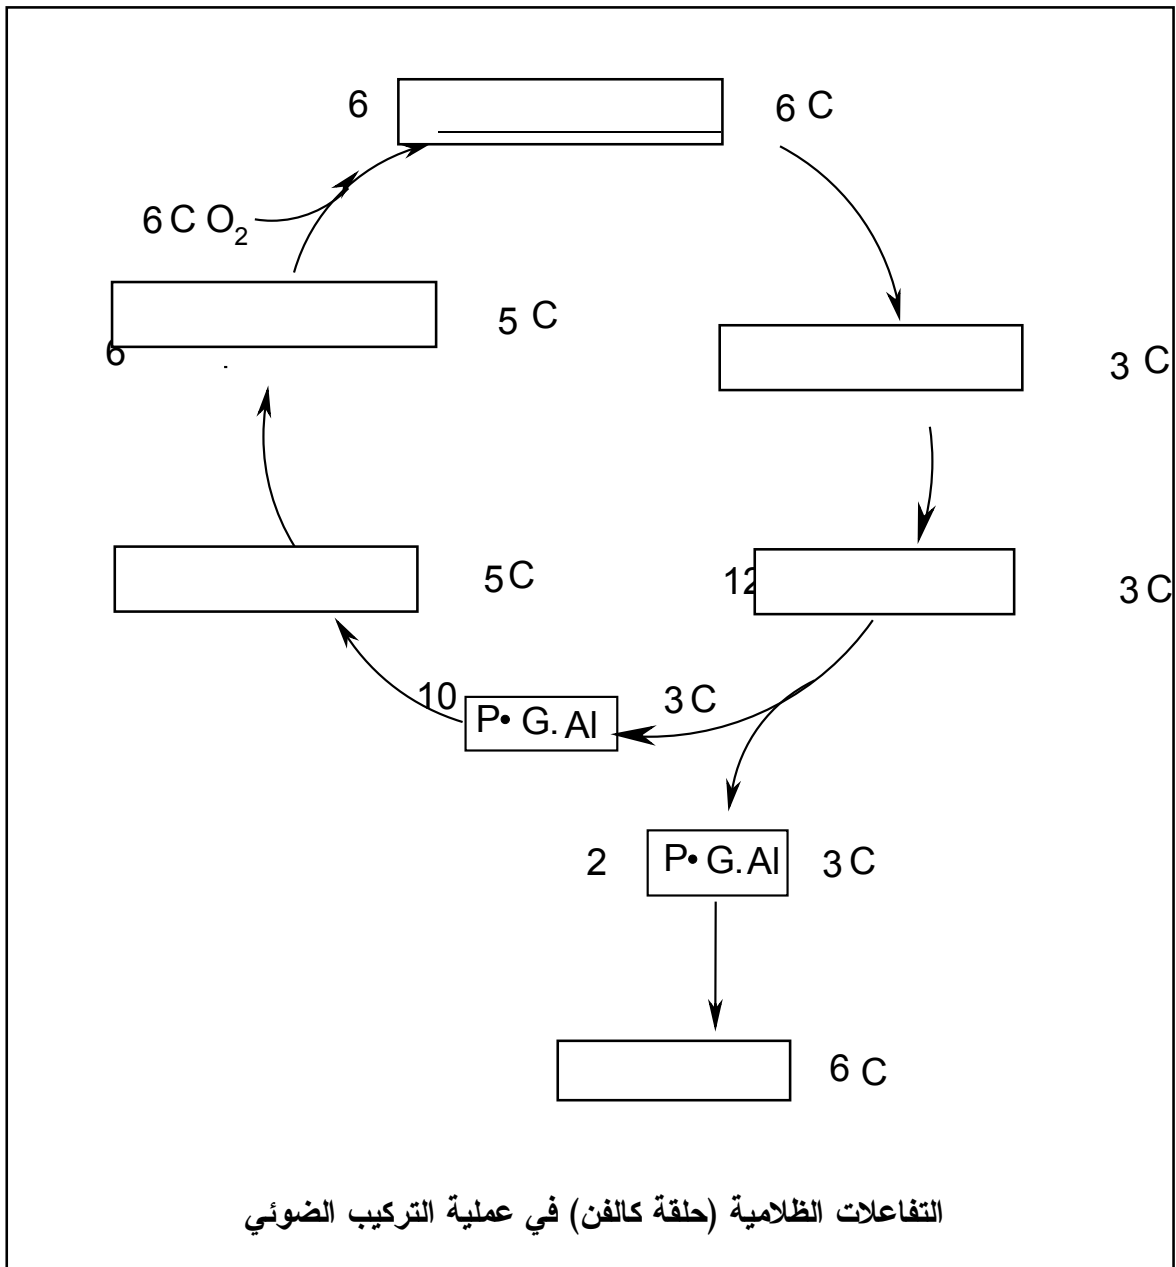 6 6 C
6 C O2
5 C
6
3 C
5 C 12 3 C
10 P• G. Al 3 C
2 P• G. Al 3 C
6 C
التفاعلات الظلامية (حلقة كالفن) في عملية التركيب الضوئي